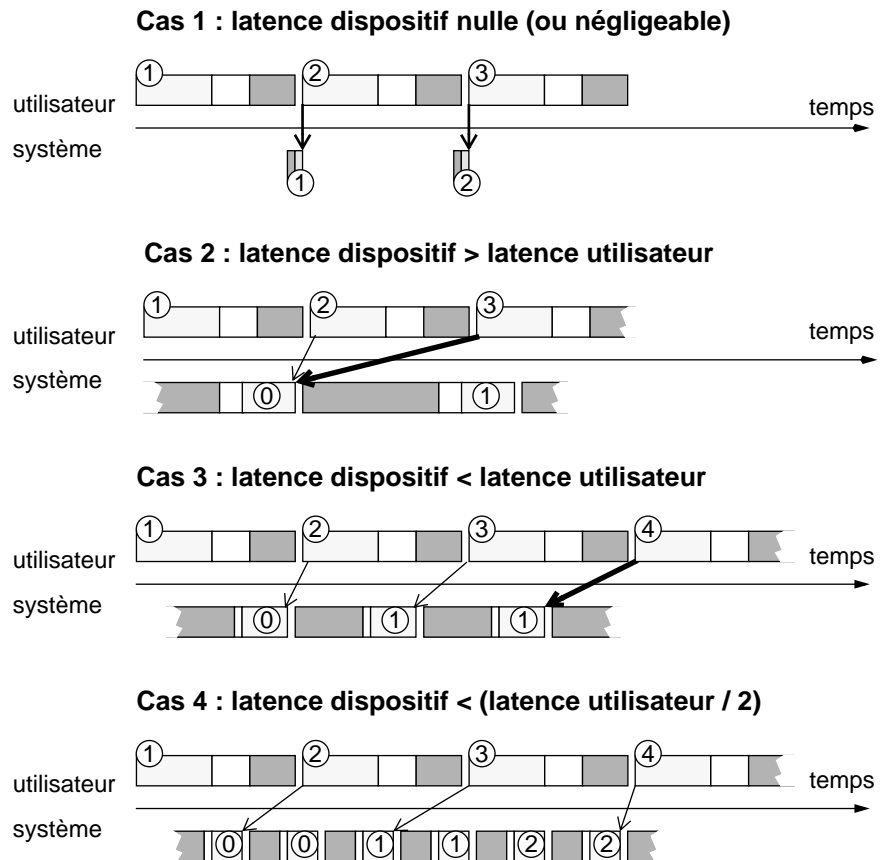 Cas 1 : latence dispositif nulle (ou négligeable)
1 2 3
utilisateur
temps
système
1 2
Cas 2 : latence dispositif > latence utilisateur
1 2 3
utilisateur
temps
système
0 1
Cas 3 : latence dispositif < latence utilisateur
1 2 3 4
utilisateur
temps
système
0 1 1
Cas 4 : latence dispositif < (latence utilisateur / 2)
1 2 3 4
utilisateur
temps
système
0 0 1 1 2 2